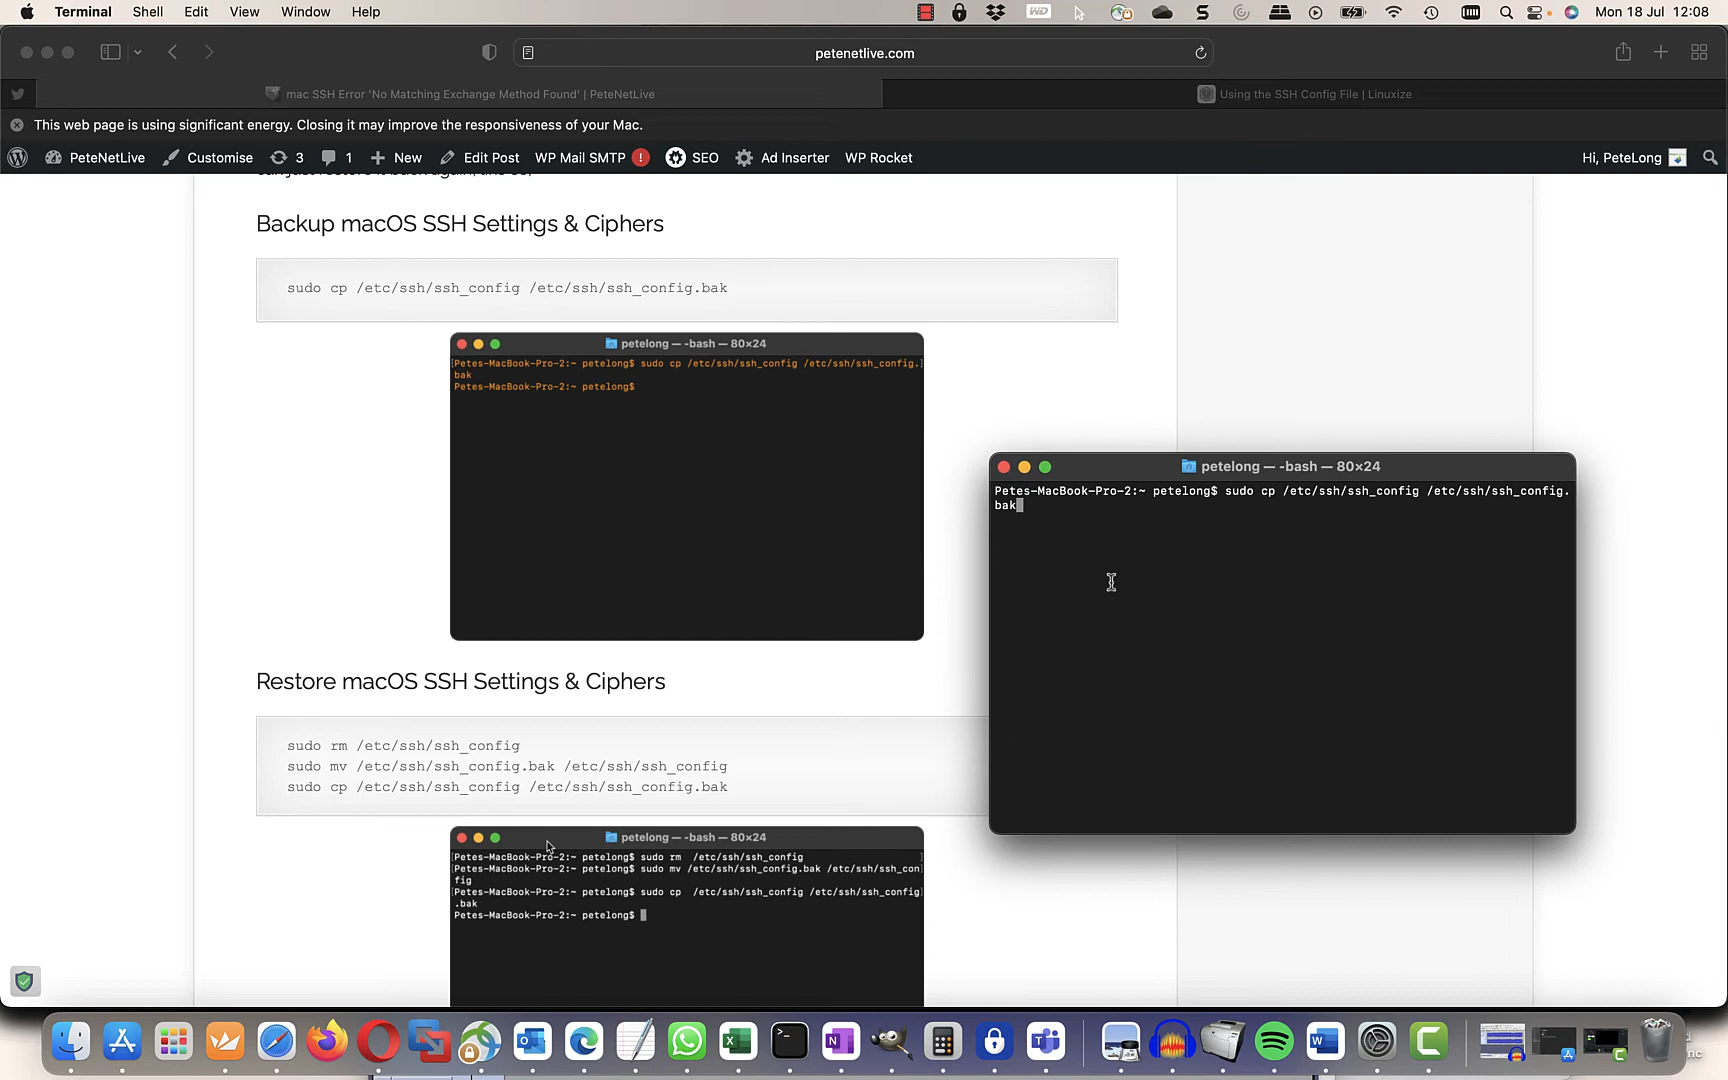 Terminal Shell Edit View Window Help
WD
Mon 18 Jul 12:08
petenetlive.com
mac SSH Error 'No Matching Exchange Method Found' | PeteNetLive
Using the SSH Config File | Linuxize
This web page is using significant energy. Closing it may improve the responsiveness of your Mac.
PeteNetLive Customise 3 1 New Edit Post WP Mail SMTP ! SEO Ad Inserter WP Rocket Hi, PeteLong
Backup macOS SSH Settings & Ciphers
sudo cp /etc/ssh/ssh_config /etc/ssh/ssh_config.bak
petelong — -bash — 80×24
[Petes-MacBook-Pro-2:~ petelong$ sudo cp /etc/ssh/ssh_config /etc/ssh/ssh_config.]
bak
Petes-MacBook-Pro-2:~ petelong$
petelong — -bash — 80×24
Petes-MacBook-Pro-2:~ petelong$ sudo cp /etc/ssh/ssh_config /etc/ssh/ssh_config.
bak
Restore macOS SSH Settings & Ciphers
sudo rm /etc/ssh/ssh_config
sudo mv /etc/ssh/ssh_config.bak /etc/ssh/ssh_config
sudo cp /etc/ssh/ssh_config /etc/ssh/ssh_config.bak
petelong — -bash — 80×24
[Petes-MacBook-Pro-2:~ petelong$ sudo rm  /etc/ssh/ssh_config ]
[Petes-MacBook-Pro-2:~ petelong$ sudo mv /etc/ssh/ssh_config.bak /etc/ssh/ssh_con]
fig
[Petes-MacBook-Pro-2:~ petelong$ sudo cp  /etc/ssh/ssh_config /etc/ssh/ssh_config]
.bak
Petes-MacBook-Pro-2:~ petelong$